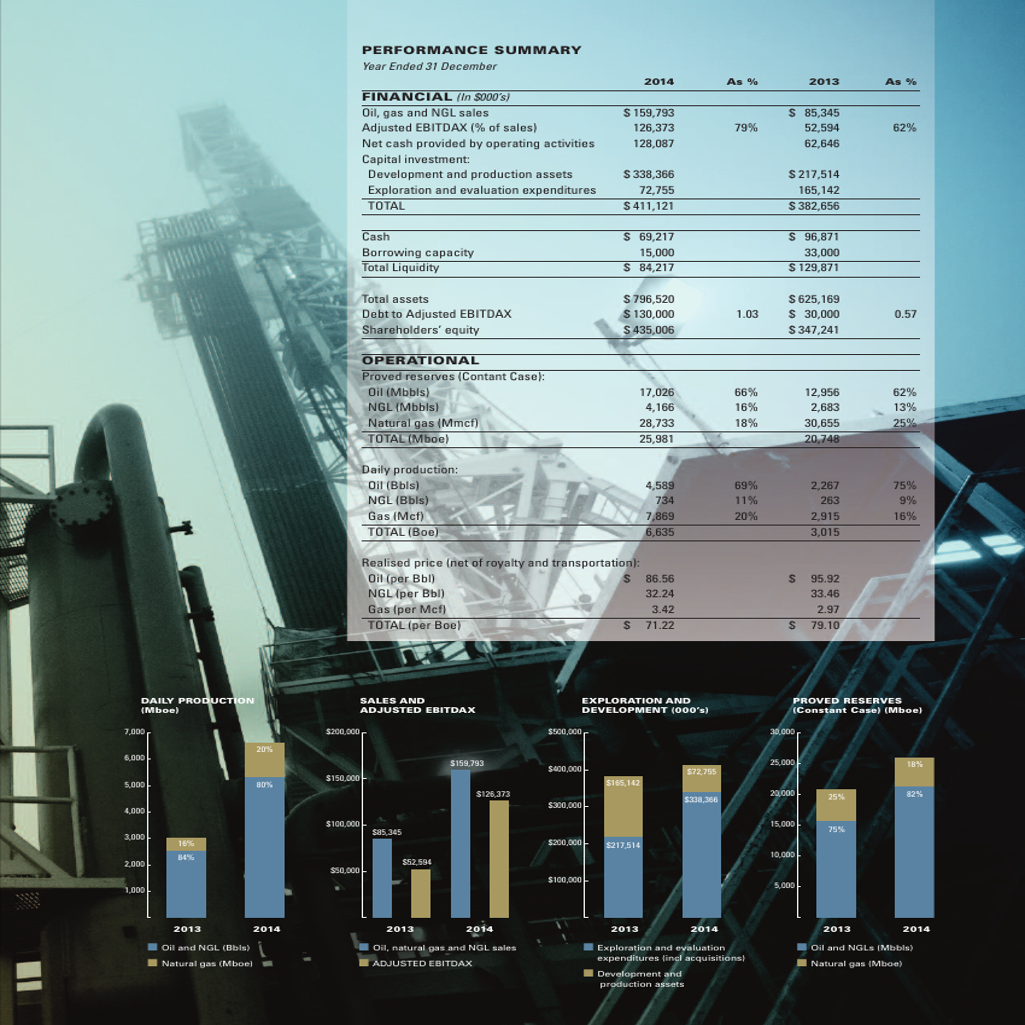 PERFORMANCE SUMMARY
Year Ended 31 December
2014 As % 2013 As %
FINANCIAL (In $000's)
Oil, gas and NGL sales $ 159,793 $ 85,345
Adjusted EBITDAX (% of sales) 126,373 79% 52,594 62%
Net cash provided by operating activities 128,087 62,646
Capital investment:
Development and production assets $ 338,366 $ 217,514
Exploration and evaluation expenditures 72,755 165,142
TOTAL $ 411,121 $ 382,656
Cash $ 69,217 $ 96,871
Borrowing capacity 15,000 33,000
Total Liquidity $ 84,217 $ 129,871
Total assets $ 796,520 $ 625,169
Debt to Adjusted EBITDAX $ 130,000 1.03 $ 30,000 0.57
Shareholders' equity $ 435,006 $ 347,241
OPERATIONAL
Proved reserves (Contant Case):
Oil (Mbbls) 17,026 66% 12,956 62%
NGL (Mbbls) 4,166 16% 2,683 13%
Natural gas (Mmcf) 28,733 18% 30,655 25%
TOTAL (Mboe) 25,981 20,748
Daily production:
Oil (Bbls) 4,589 69% 2,267 75%
NGL (Bbls) 734 11% 263 9%
Gas (Mcf) 7,869 20% 2,915 16%
TOTAL (Boe) 6,635 3,015
Realised price (net of royalty and transportation):
Oil (per Bbl) $ 86.56 $ 95.92
NGL (per Bbl) 32.24 33.46
Gas (per Mcf) 3.42 2.97
TOTAL (per Boe) $ 71.22 $ 79.10
DAILY PRODUCTION
(Mboe)
7,000
6,000
5,000
4,000
3,000
2,000
1,000
16%
84%
20%
80%
2013 2014
Oil and NGL (Bbls)
Natural gas (Mboe)
SALES AND
ADJUSTED EBITDAX
$200,000
$150,000
$100,000
$50,000
$85,345
$52,594
$159,793
$126,373
2013 2014
Oil, natural gas and NGL sales
ADJUSTED EBITDAX
EXPLORATION AND
DEVELOPMENT (000's)
$500,000
$400,000
$300,000
$200,000
$100,000
$165,142
$217,514
$72,755
$338,366
2013 2014
Exploration and evaluation
expenditures (incl acquisitions)
Development and
production assets
PROVED RESERVES
(Constant Case) (Mboe)
30,000
25,000
20,000
15,000
10,000
5,000
25%
75%
18%
82%
2013 2014
Oil and NGLs (Mbbls)
Natural gas (Mboe)